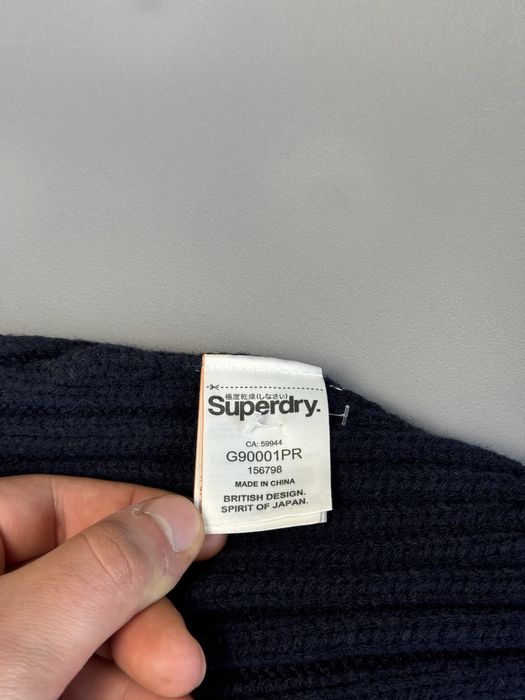 極度乾燥(しなさい)
Superdry.
CA: 59944
G90001PR
156798
MADE IN CHINA
BRITISH DESIGN.
SPIRIT OF JAPAN.